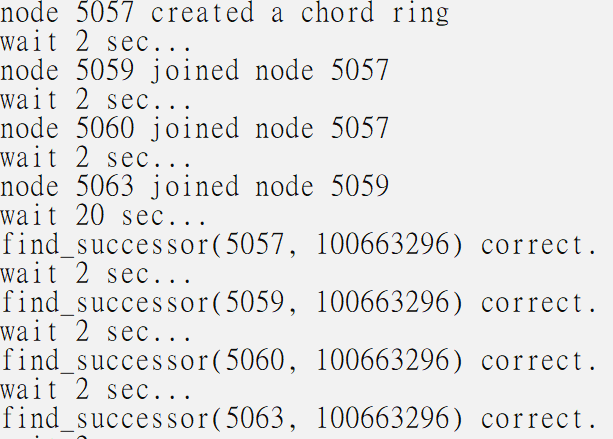 node 5057 created a chord ring
wait 2 sec...
node 5059 joined node 5057
wait 2 sec...
node 5060 joined node 5057
wait 2 sec...
node 5063 joined node 5059
wait 20 sec...
find_successor(5057, 100663296) correct.
wait 2 sec...
find_successor(5059, 100663296) correct.
wait 2 sec...
find_successor(5060, 100663296) correct.
wait 2 sec...
find_successor(5063, 100663296) correct.